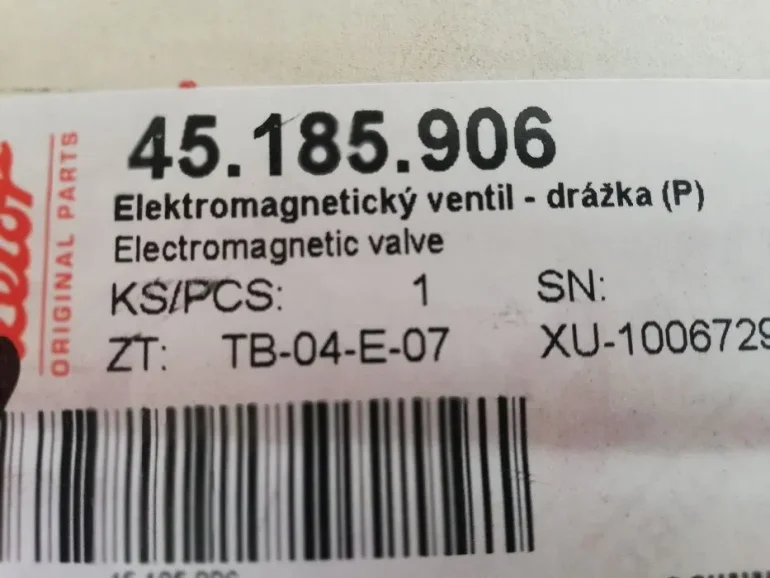 45.185.906
Elektromagnetický ventil - drážka (P)
Electromagnetic valve
KS/PCS: 1 SN:
ZT: TB-04-E-07 XU-1006729
ORIGINAL PARTS